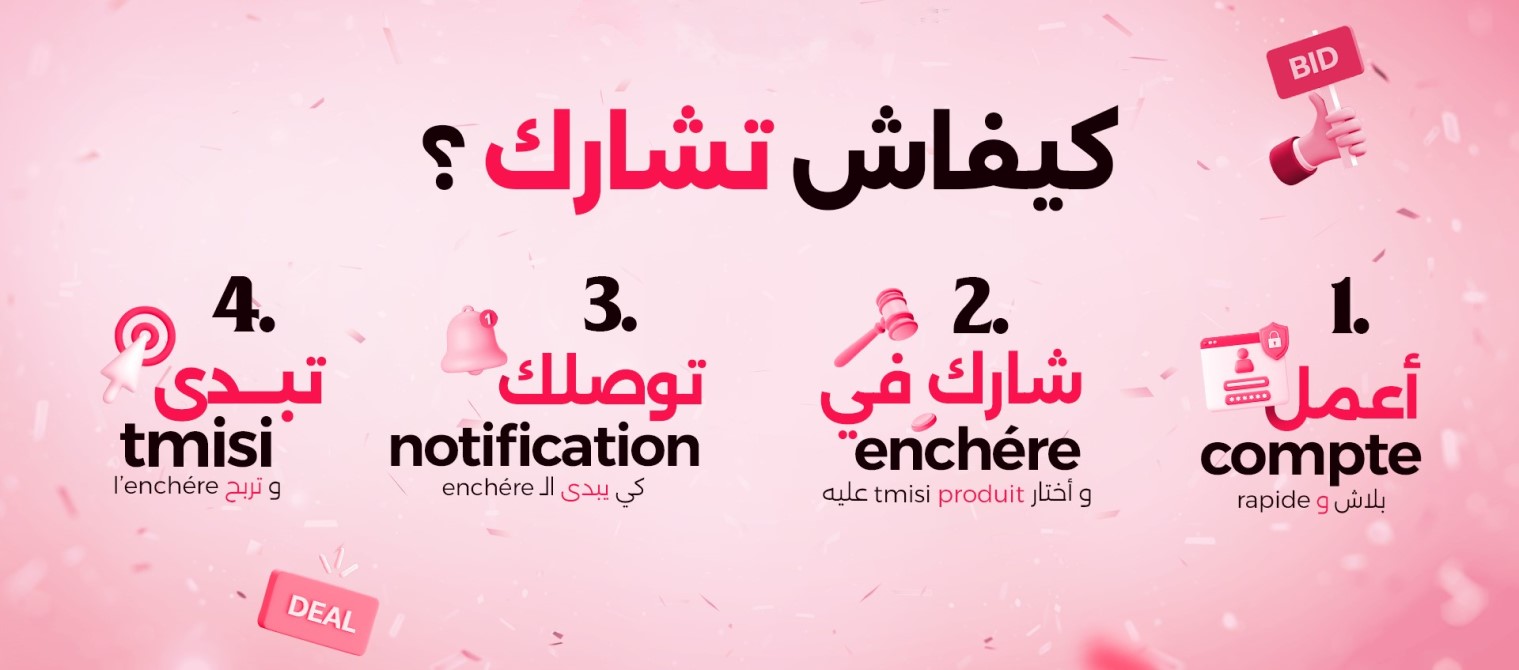 BID
كيفاش تشارك ؟
1.
أعمل
compte
بلاش و rapide
2.
شارك في
enchére
و أختار tmisi produit عليه
3.
توصلك
notification
كي يبدى الـ enchére
4.
تبــدى
tmisi
و تربح l'enchére
DEAL